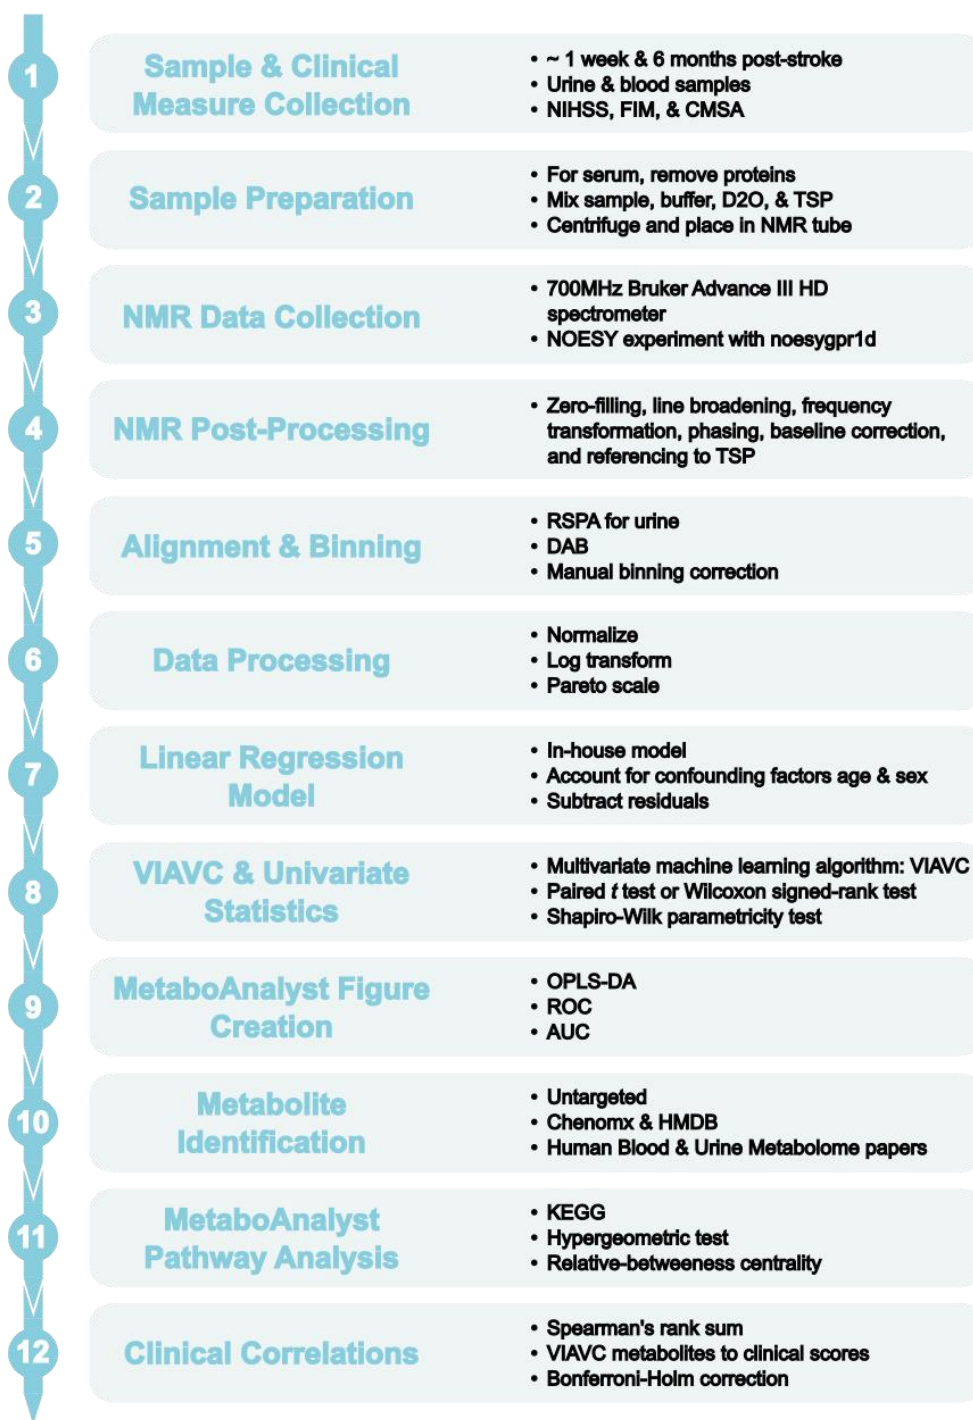 1
Sample & Clinical
Measure Collection
• ~ 1 week & 6 months post-stroke
• Urine & blood samples
• NIHSS, FIM, & CMSA
2
Sample Preparation
• For serum, remove proteins
• Mix sample, buffer, D2O, & TSP
• Centrifuge and place in NMR tube
3
NMR Data Collection
• 700MHz Bruker Advance III HD
spectrometer
• NOESY experiment with noesygpr1d
4
NMR Post-Processing
• Zero-filling, line broadening, frequency
transformation, phasing, baseline correction,
and referencing to TSP
5
Alignment & Binning
• RSPA for urine
• DAB
• Manual binning correction
6
Data Processing
• Normalize
• Log transform
• Pareto scale
7
Linear Regression
Model
• In-house model
• Account for confounding factors age & sex
• Subtract residuals
8
VIAVC & Univariate
Statistics
• Multivariate machine learning algorithm: VIAVC
• Paired t test or Wilcoxon signed-rank test
• Shapiro-Wilk parametricity test
9
MetaboAnalyst Figure
Creation
• OPLS-DA
• ROC
• AUC
10
Metabolite
Identification
• Untargeted
• Chenomx & HMDB
• Human Blood & Urine Metabolome papers
11
MetaboAnalyst
Pathway Analysis
• KEGG
• Hypergeometric test
• Relative-betweeness centrality
12
Clinical Correlations
• Spearman's rank sum
• VIAVC metabolites to clinical scores
• Bonferroni-Holm correction